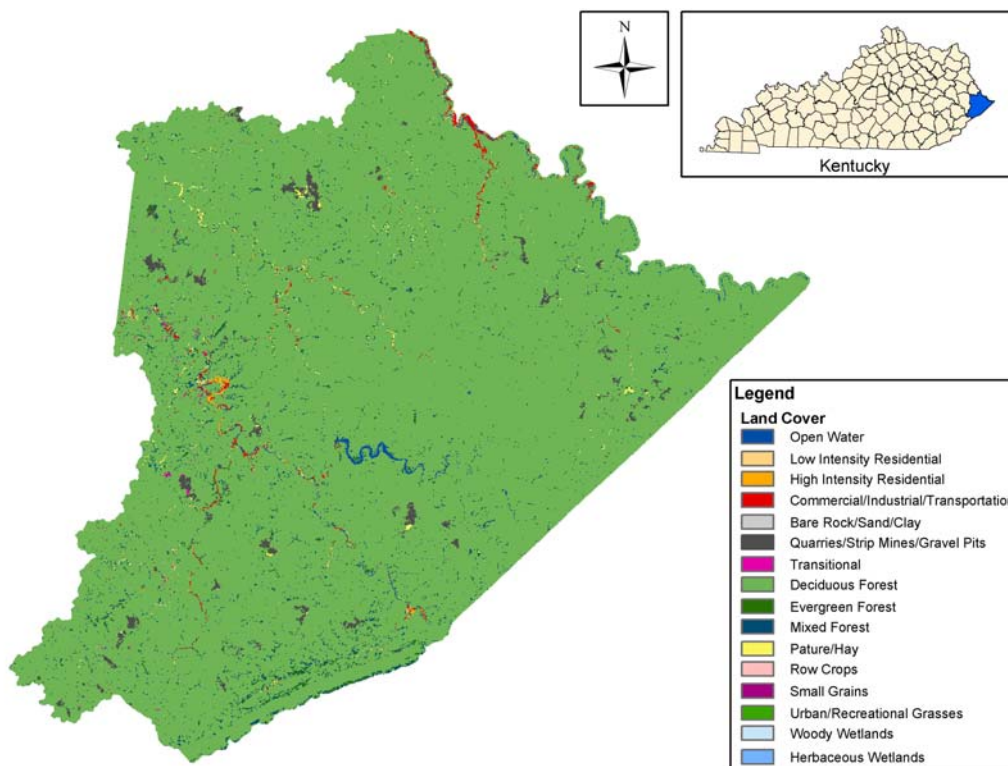 N
Kentucky
Legend
Land Cover
Open Water
Low Intensity Residential
High Intensity Residential
Commercial/Industrial/Transportation
Bare Rock/Sand/Clay
Quarries/Strip Mines/Gravel Pits
Transitional
Deciduous Forest
Evergreen Forest
Mixed Forest
Pature/Hay
Row Crops
Small Grains
Urban/Recreational Grasses
Woody Wetlands
Herbaceous Wetlands